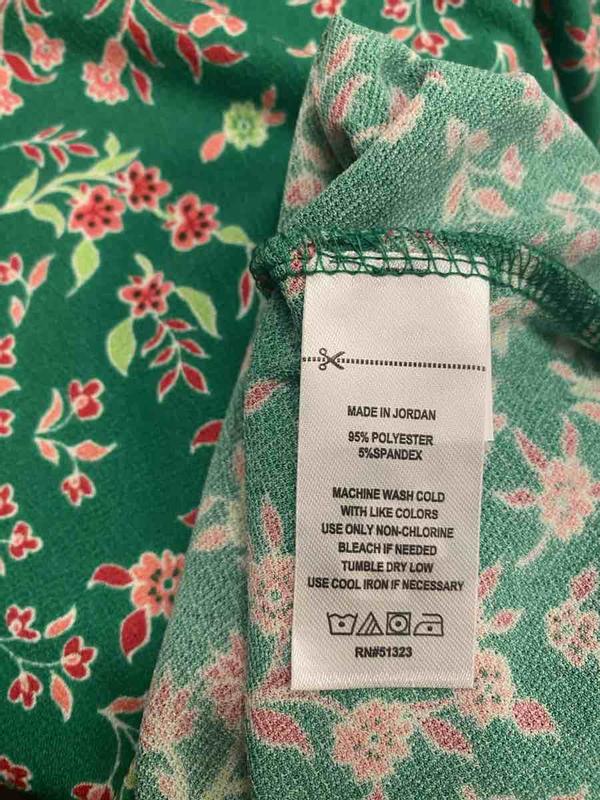 MADE IN JORDAN
95% POLYESTER
5%SPANDEX
MACHINE WASH COLD
WITH LIKE COLORS
USE ONLY NON-CHLORINE
BLEACH IF NEEDED
TUMBLE DRY LOW
USE COOL IRON IF NECESSARY
RN#51323